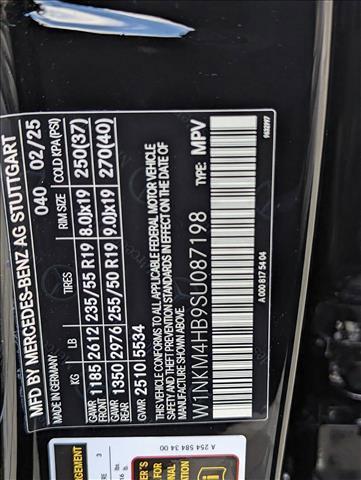 MFD BY MERCEDES-BENZ AG STUTTGART
MADE IN GERMANY 040 02/25
KG LB TIRES RIM SIZE COLD KPA(PSI)
GAWR FRONT 1185 2612 235/55 R19 8.0Jx19 250(37)
GAWR REAR 1350 2976 255/50 R19 9.0Jx19 270(40)
GVWR 2510 5534
THIS VEHICLE CONFORMS TO ALL APPLICABLE FEDERAL MOTOR VEHICLE
SAFETY, BUMPER, AND THEFT PREVENTION
STANDARDS IN EFFECT ON THE DATE OF
MANUFACTURE SHOWN ABOVE.
W1NKM4HB9SU087198 TYPE: MPV
A 000 817 54 04
A 254 584 34 00
3
lbs